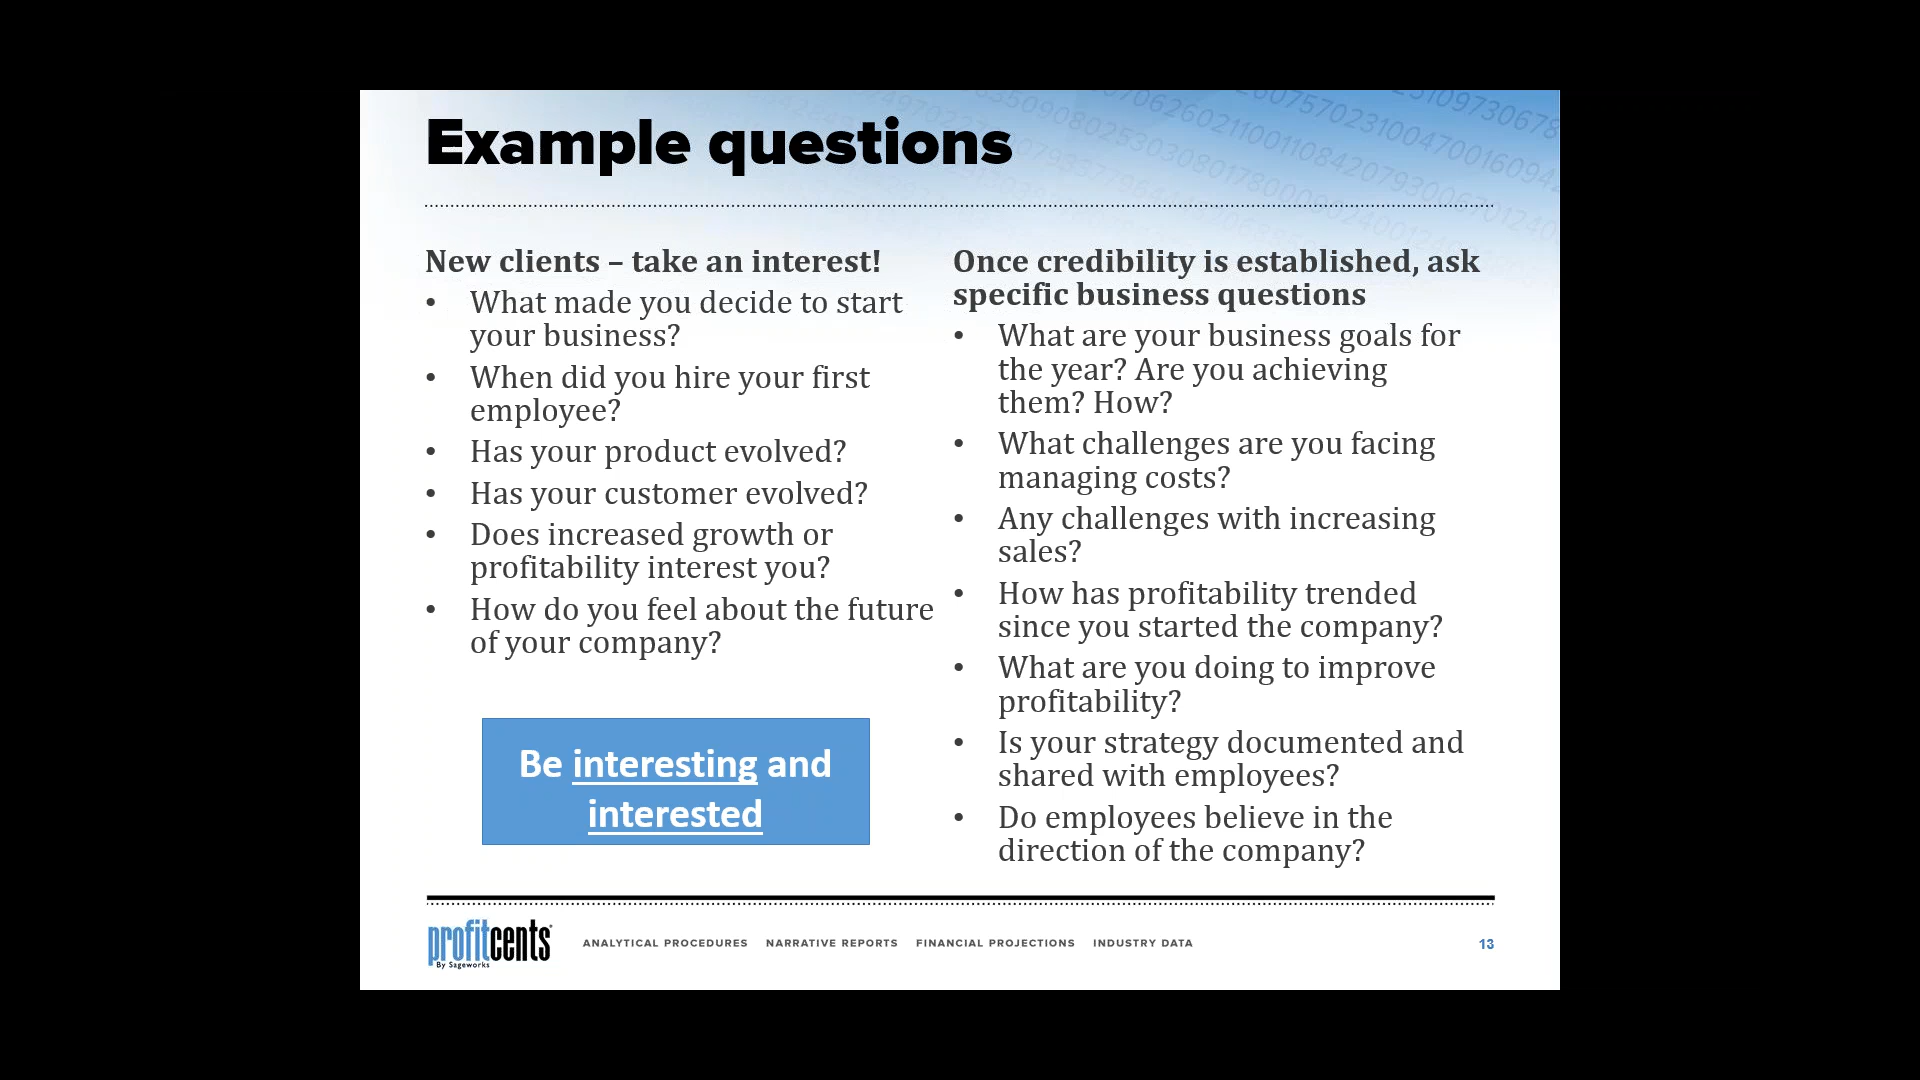 Example questions
New clients – take an interest!
• What made you decide to start
your business?
• When did you hire your first
employee?
• Has your product evolved?
• Has your customer evolved?
• Does increased growth or
profitability interest you?
• How do you feel about the future
of your company?
Be interesting and
interested
Once credibility is established, ask
specific business questions
• What are your business goals for
the year? Are you achieving
them? How?
• What challenges are you facing
managing costs?
• Any challenges with increasing
sales?
• How has profitability trended
since you started the company?
• What are you doing to improve
profitability?
• Is your strategy documented and
shared with employees?
• Do employees believe in the
direction of the company?
profitcents
By Sageworks
ANALYTICAL PROCEDURES NARRATIVE REPORTS FINANCIAL PROJECTIONS INDUSTRY DATA
13